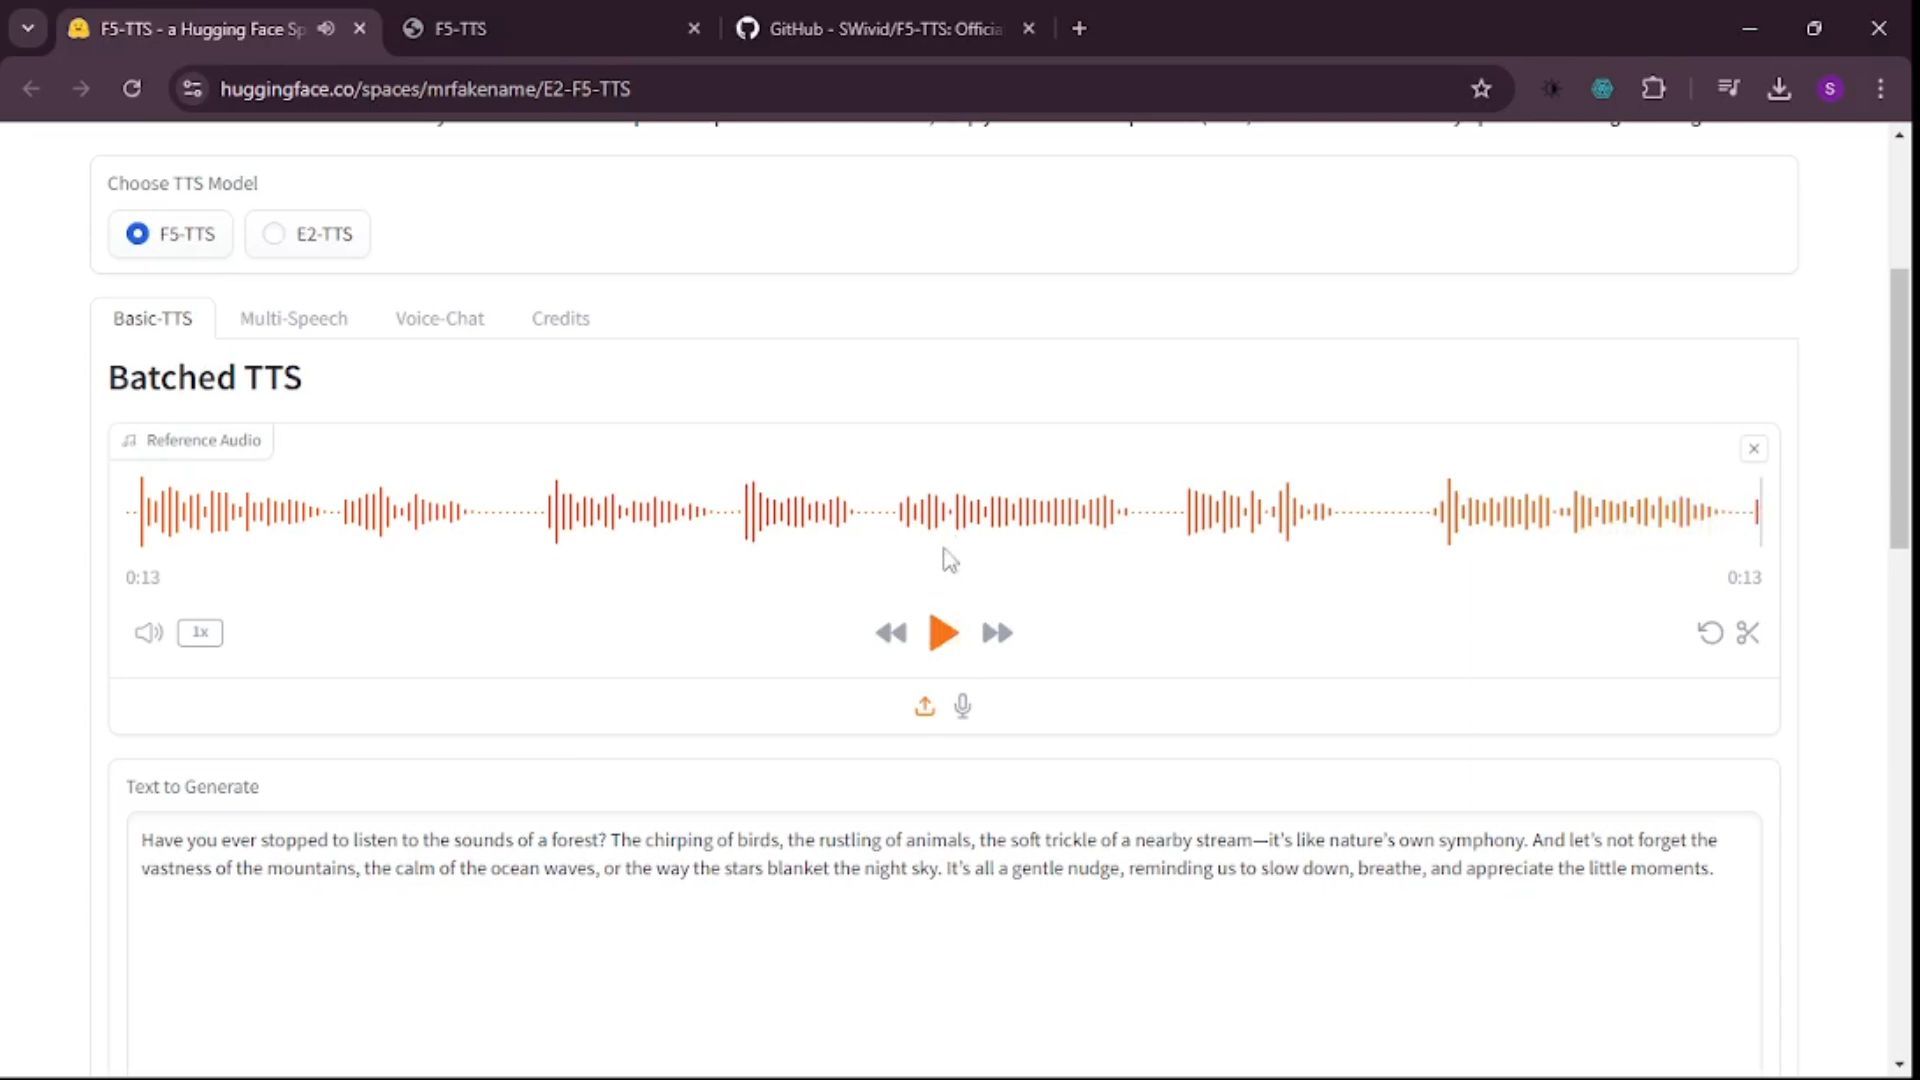 F5-TTS - a Hugging Face Sp
F5-TTS
GitHub - SWivid/F5-TTS: Officia
huggingface.co/spaces/mrfakename/E2-F5-TTS
S
Choose TTS Model
F5-TTS
E2-TTS
Basic-TTS
Multi-Speech
Voice-Chat
Credits
Batched TTS
Reference Audio
0:13
0:13
1x
Text to Generate
Have you ever stopped to listen to the sounds of a forest? The chirping of birds, the rustling of animals, the soft trickle of a nearby stream—it's like nature's own symphony. And let's not forget the
vastness of the mountains, the calm of the ocean waves, or the way the stars blanket the night sky. It's all a gentle nudge, reminding us to slow down, breathe, and appreciate the little moments.